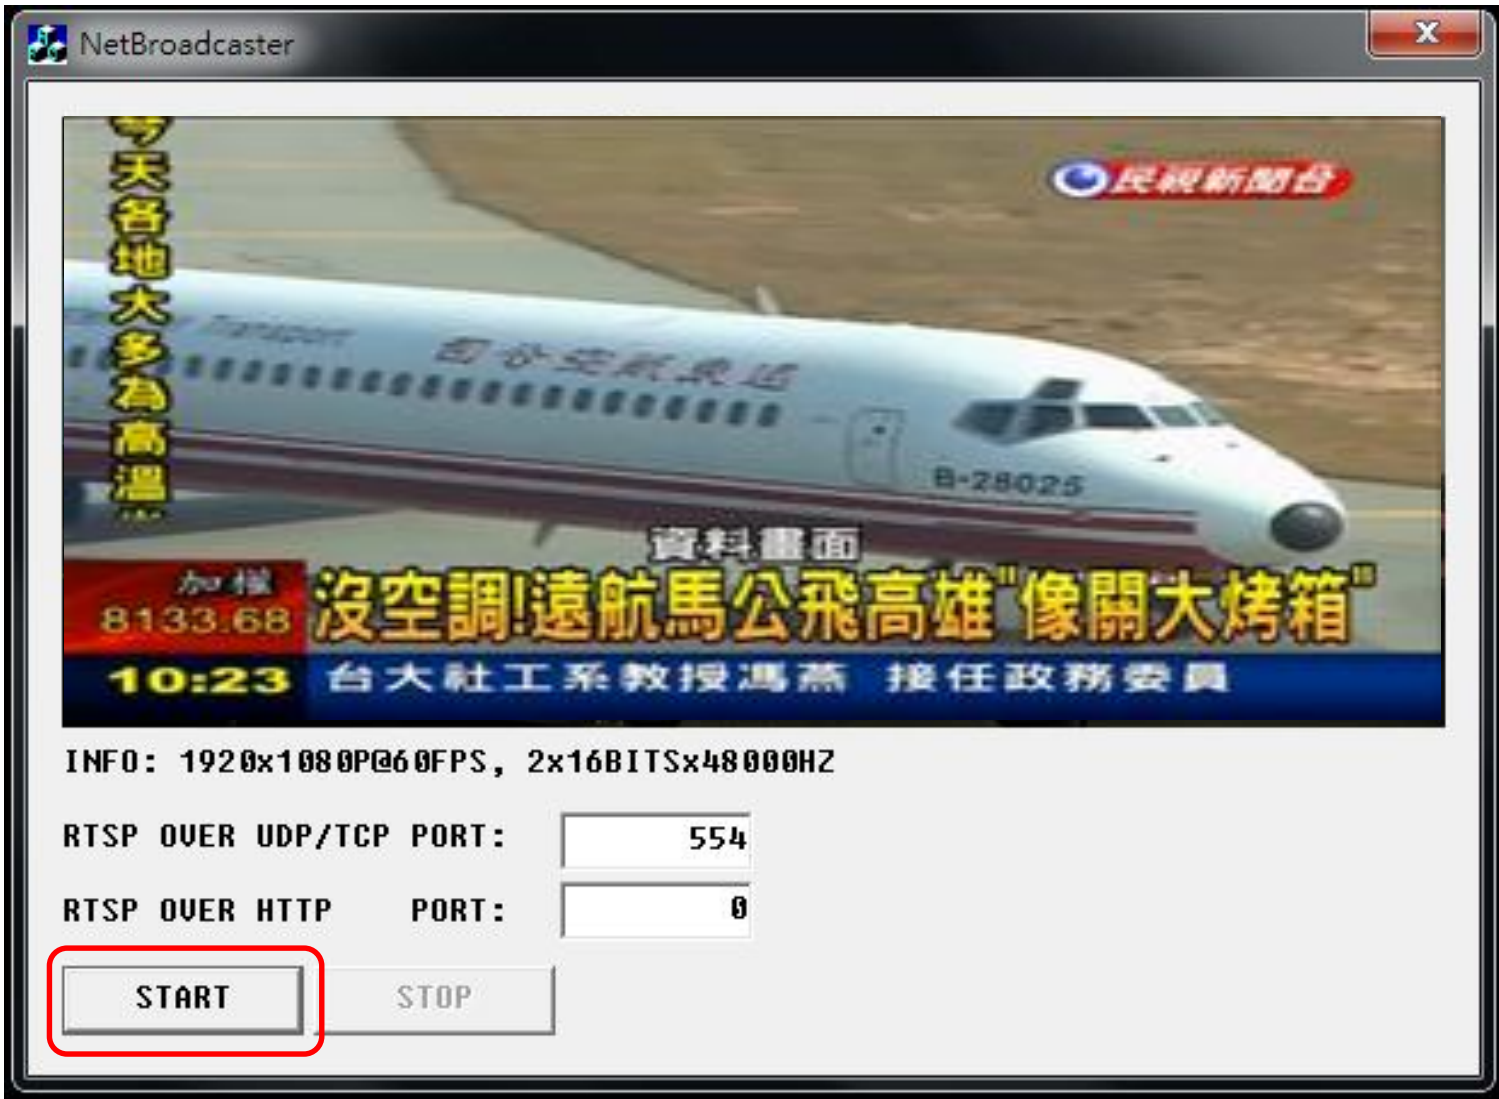 NetBroadcaster
今天各地大多為高溫
民視新聞台
Transport
B-28025
資料畫面
加權
8133.68
沒空調!遠航馬公飛高雄"像關大烤箱"
10:23
台大社工系教授馮燕 接任政務委員
INFO: 1920x1080P@60FPS, 2x16BITSx48000HZ
RTSP OVER UDP/TCP PORT: 554
RTSP OVER HTTP PORT: 0
START STOP